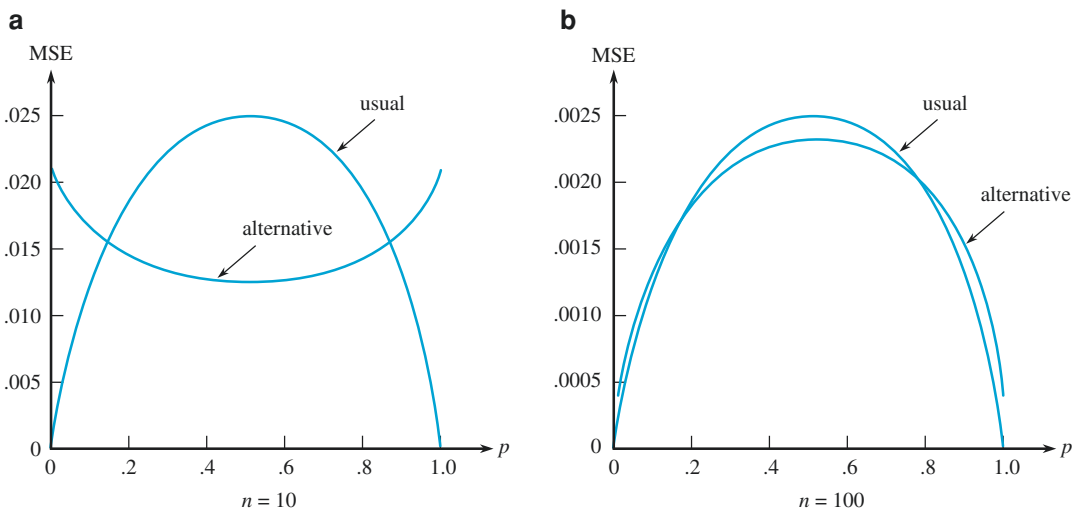 a
MSE
.025
.020
.015
.010
.005
0
usual
alternative
0 .2 .4 .6 .8 1.0 p
n = 10
b
MSE
.0025
.0020
.0015
.0010
.0005
0
usual
alternative
0 .2 .4 .6 .8 1.0 p
n = 100